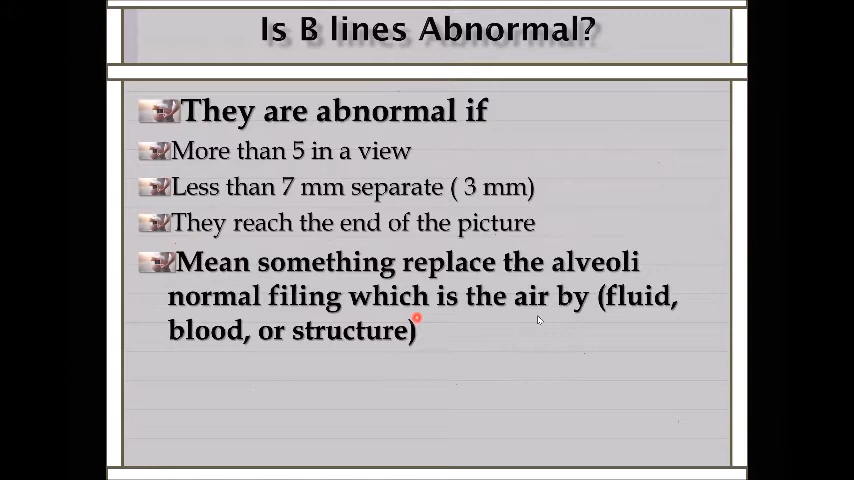 Is B lines Abnormal?
They are abnormal if
More than 5 in a view
Less than 7 mm separate ( 3 mm)
They reach the end of the picture
Mean something replace the alveoli
normal filing which is the air by (fluid,
blood, or structure)